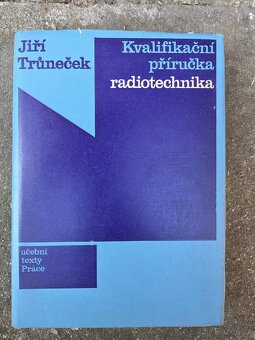 Jiří
Trůneček
Kvalifikační
příručka
radiotechnika
učební
texty
Práce